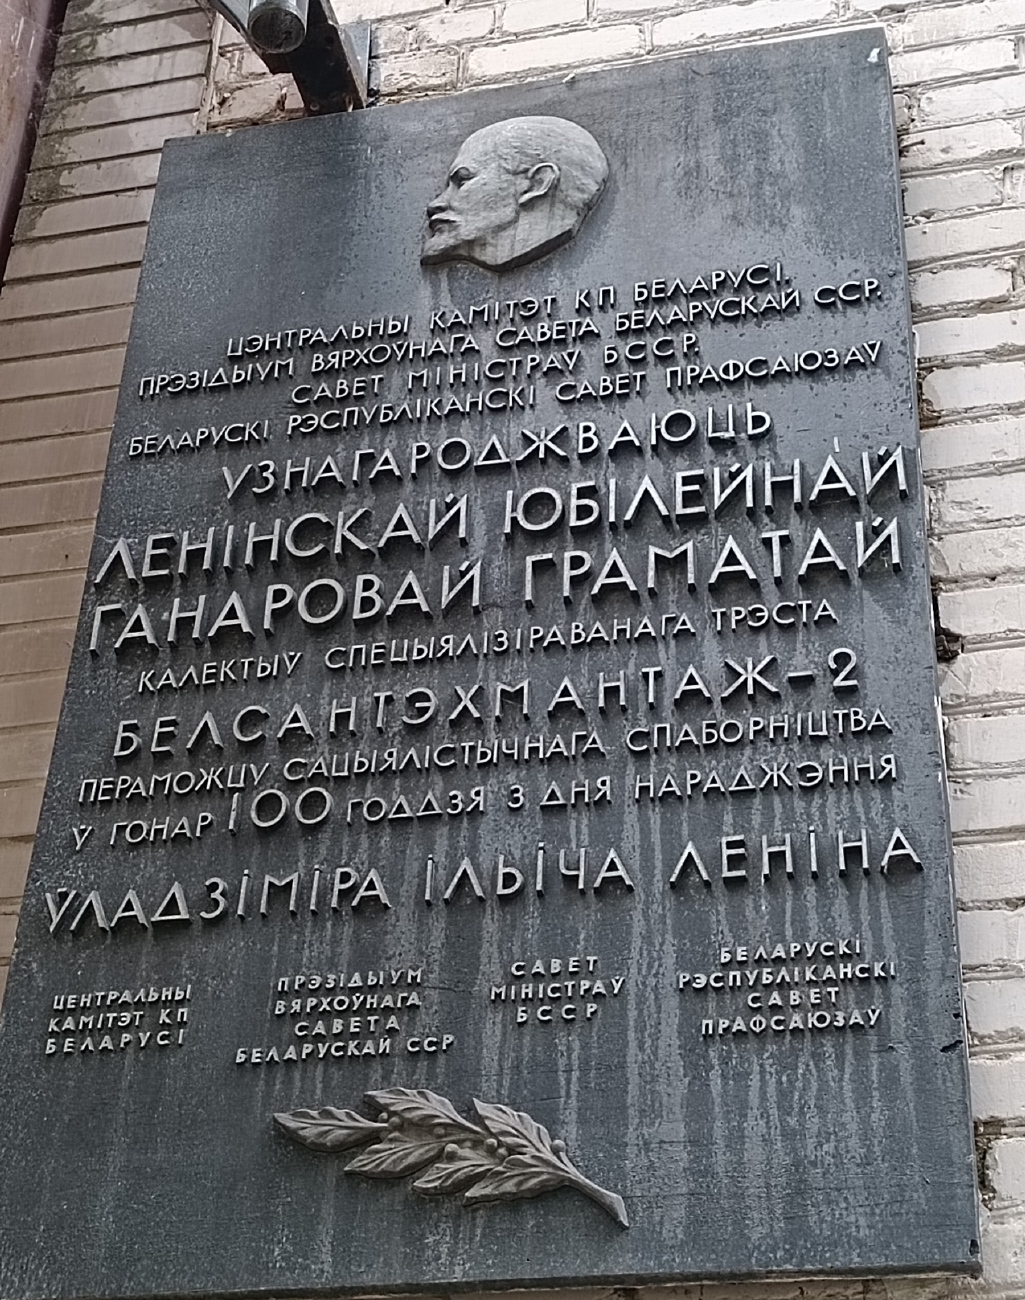 ЦЭНТРАЛЬНЫ КАМІТЭТ КП БЕЛАРУСІ,
ПРЭЗІДЫУМ ВЯРХОЎНАГА САВЕТА БЕЛАРУСКАЙ ССР,
САВЕТ МІНІСТРАЎ БССР,
БЕЛАРУСКІ РЭСПУБЛІКАНСКІ САВЕТ ПРАФСАЮЗАЎ
УЗНАГАРОДЖВАЮЦЬ
ЛЕНІНСКАЙ ЮБІЛЕЙНАЙ
ГАНАРОВАЙ ГРАМАТАЙ
КАЛЕКТЫЎ СПЕЦЫЯЛІЗІРАВАНАГА ТРЭСТА
БЕЛСАНТЭХМАНТАЖ-2
ПЕРАМОЖЦУ САЦЫЯЛІСТЫЧНАГА СПАБОРНІЦТВА
Ў ГОНАР 100 ГОДДЗЯ З ДНЯ НАРАДЖЭННЯ
ЎЛАДЗІМІРА ІЛЬІЧА ЛЕНІНА
ЦЕНТРАЛЬНЫ
КАМІТЭТ КП
БЕЛАРУСІ
ПРЭЗІДЫУМ
ВЯРХОЎНАГА
САВЕТА
БЕЛАРУСКАЙ ССР
САВЕТ
МІНІСТРАЎ
БССР
БЕЛАРУСКІ
РЭСПУБЛІКАНСКІ
САВЕТ
ПРАФСАЮЗАЎ